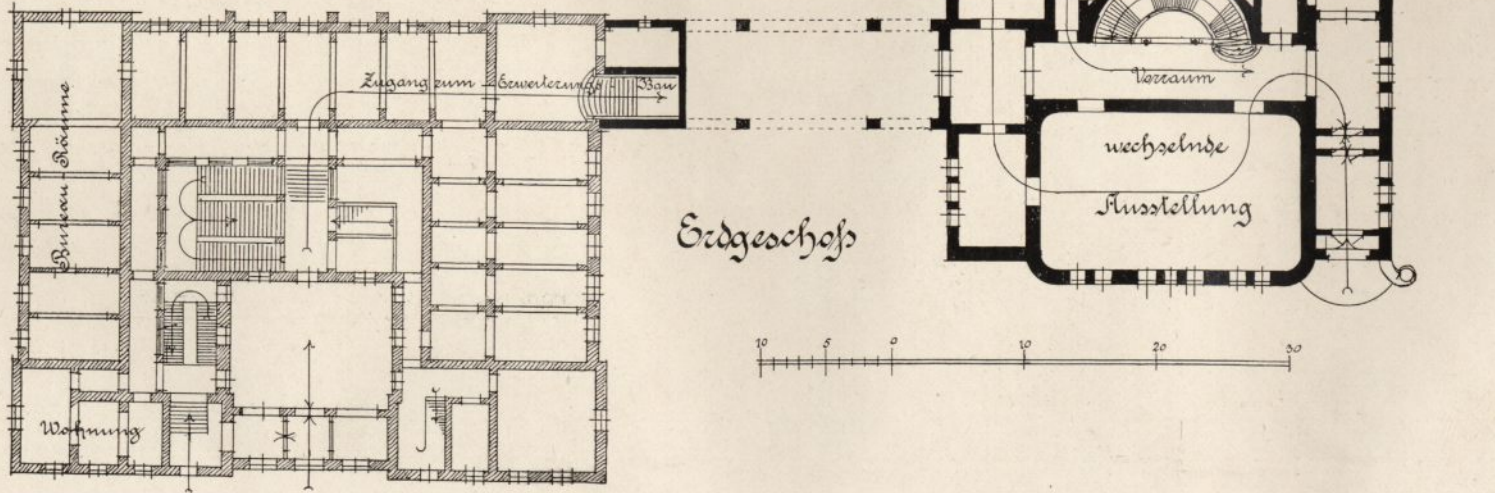 Zugang zum Erweiterungs-Bau
Vorraum
Bureau-Räume
wechselnde
Ausstellung
Erdgeschoß
10 5 0 10 20 30
Wohnung